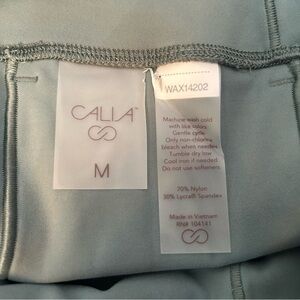 CALIA™
M
WAX14202
Machine wash cold
with like colors
Gentle cycle
Only non-chlorine
bleach when needed
Tumble dry low
Cool iron if needed
Do not use softeners
70% Nylon
30% Lycra® Spandex
Made in Vietnam
RN# 104141